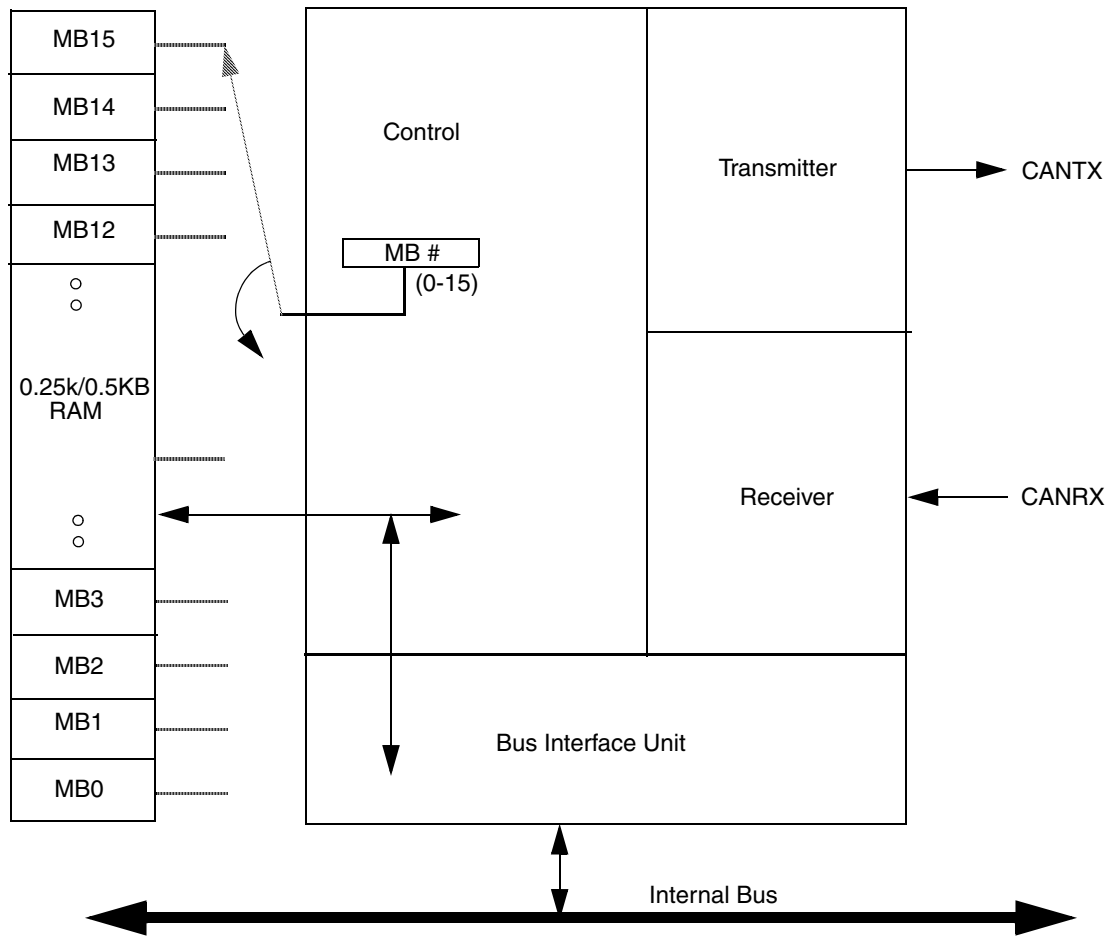 MB15
MB14
MB13
MB12
0.25k/0.5KB
RAM
MB3
MB2
MB1
MB0
Control
MB #
(0-15)
Transmitter
CANTX
Receiver
CANRX
Bus Interface Unit
Internal Bus